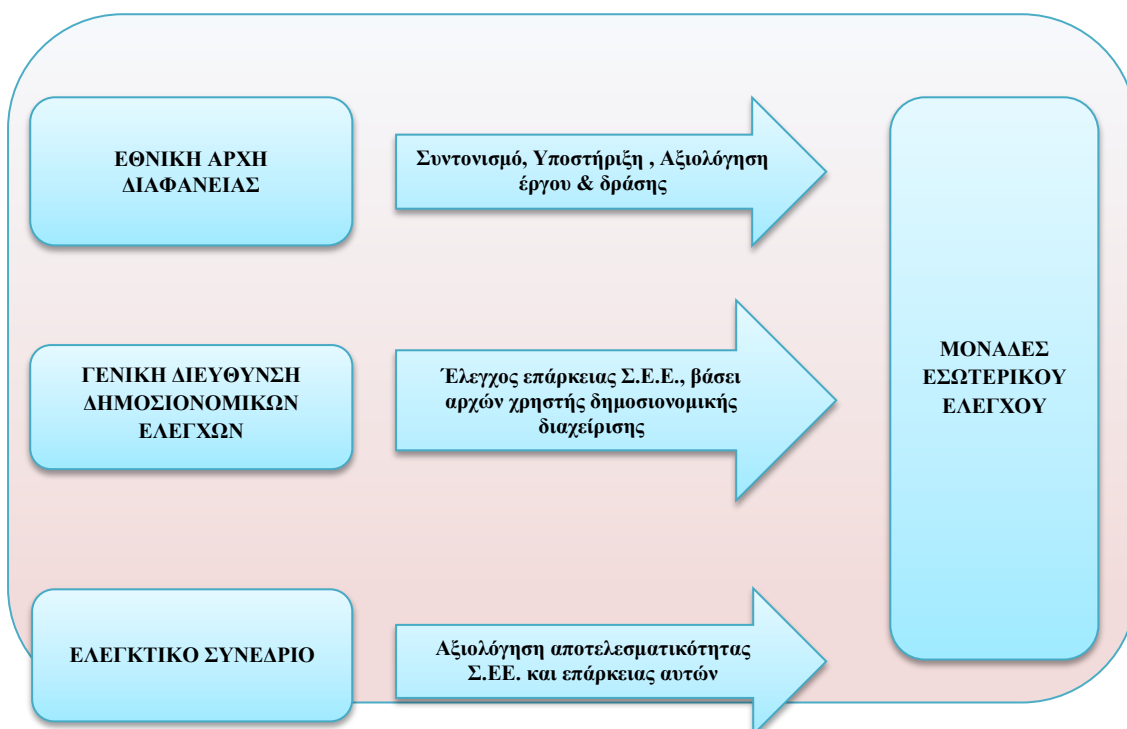 ΕΘΝΙΚΗ ΑΡΧΗ
ΔΙΑΦΑΝΕΙΑΣ
Συντονισμό, Υποστήριξη , Αξιολόγηση
έργου & δράσης
ΓΕΝΙΚΗ ΔΙΕΥΘΥΝΣΗ
ΔΗΜΟΣΙΟΝΟΜΙΚΩΝ
ΕΛΕΓΧΩΝ
Έλεγχος επάρκειας Σ.Ε.Ε., βάσει
αρχών χρηστής δημοσιονομικής
διαχείρισης
ΕΛΕΓΚΤΙΚΟ ΣΥΝΕΔΡΙΟ
Αξιολόγηση αποτελεσματικότητας
Σ.ΕΕ. και επάρκειας αυτών
ΜΟΝΑΔΕΣ
ΕΣΩΤΕΡΙΚΟΥ
ΕΛΕΓΧΟΥ